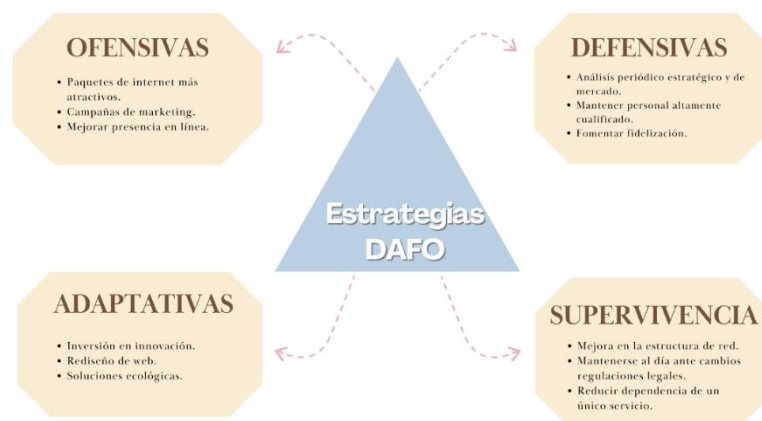 OFENSIVAS
• Paquetes de internet más
atractivos.
• Campañas de marketing.
• Mejorar presencia en línea.
DEFENSIVAS
• Análisis periódico estratégico y de
mercado.
• Mantener personal altamente
cualificado.
• Fomentar fidelización.
Estrategias
DAFO
ADAPTATIVAS
• Inversión en innovación.
• Rediseño de web.
• Soluciones ecológicas.
SUPERVIVENCIA
• Mejora en la estructura de red.
• Mantenerse al día ante cambios
regulaciones legales.
• Reducir dependencia de un
único servicio.